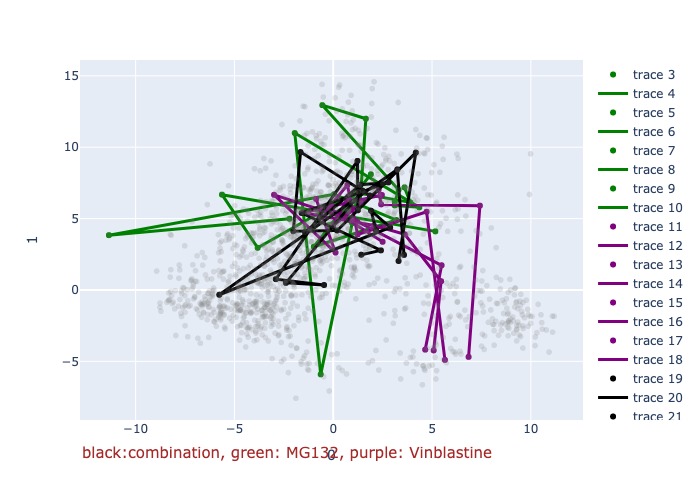 15
10
5
0
−5
1
−10
−5
0
5
10
0
black:combination, green: MG132, purple: Vinblastine
trace 3
trace 4
trace 5
trace 6
trace 7
trace 8
trace 9
trace 10
trace 11
trace 12
trace 13
trace 14
trace 15
trace 16
trace 17
trace 18
trace 19
trace 20
trace 21